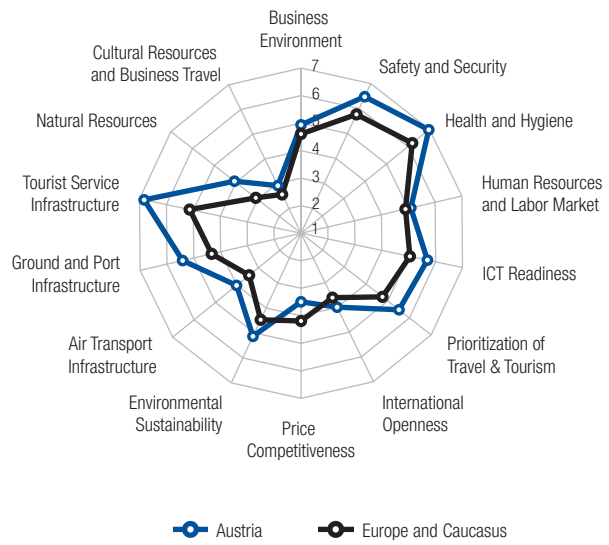 Business
Environment
Cultural Resources
and Business Travel
7
Safety and Security
6
Natural Resources
5
Health and Hygiene
4
Tourist Service
Infrastructure
3
Human Resources
and Labor Market
2
1
Ground and Port
Infrastructure
ICT Readiness
Air Transport
Infrastructure
Prioritization of
Travel & Tourism
Environmental
Sustainability
International
Openness
Price
Competitiveness
Austria
Europe and Caucasus